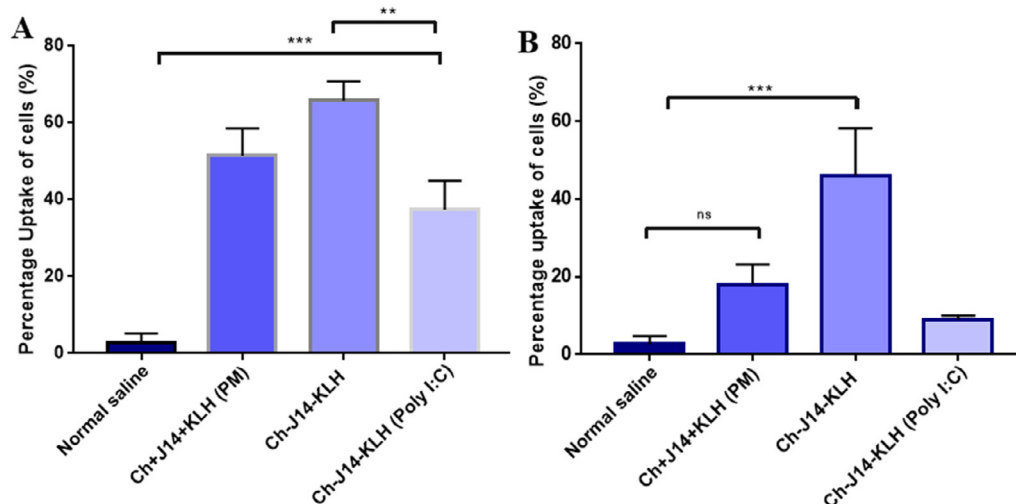 A
Percentage Uptake of cells (%)
80
60
40
20
0
***
**
Normal saline
Ch+J14+KLH (PM)
Ch-J14-KLH
Ch-J14-KLH (Poly I:C)
B
Percentage uptake of cells (%)
80
60
40
20
0
***
ns
Normal saline
Ch+J14+KLH (PM)
Ch-J14-KLH
Ch-J14-KLH (Poly I:C)